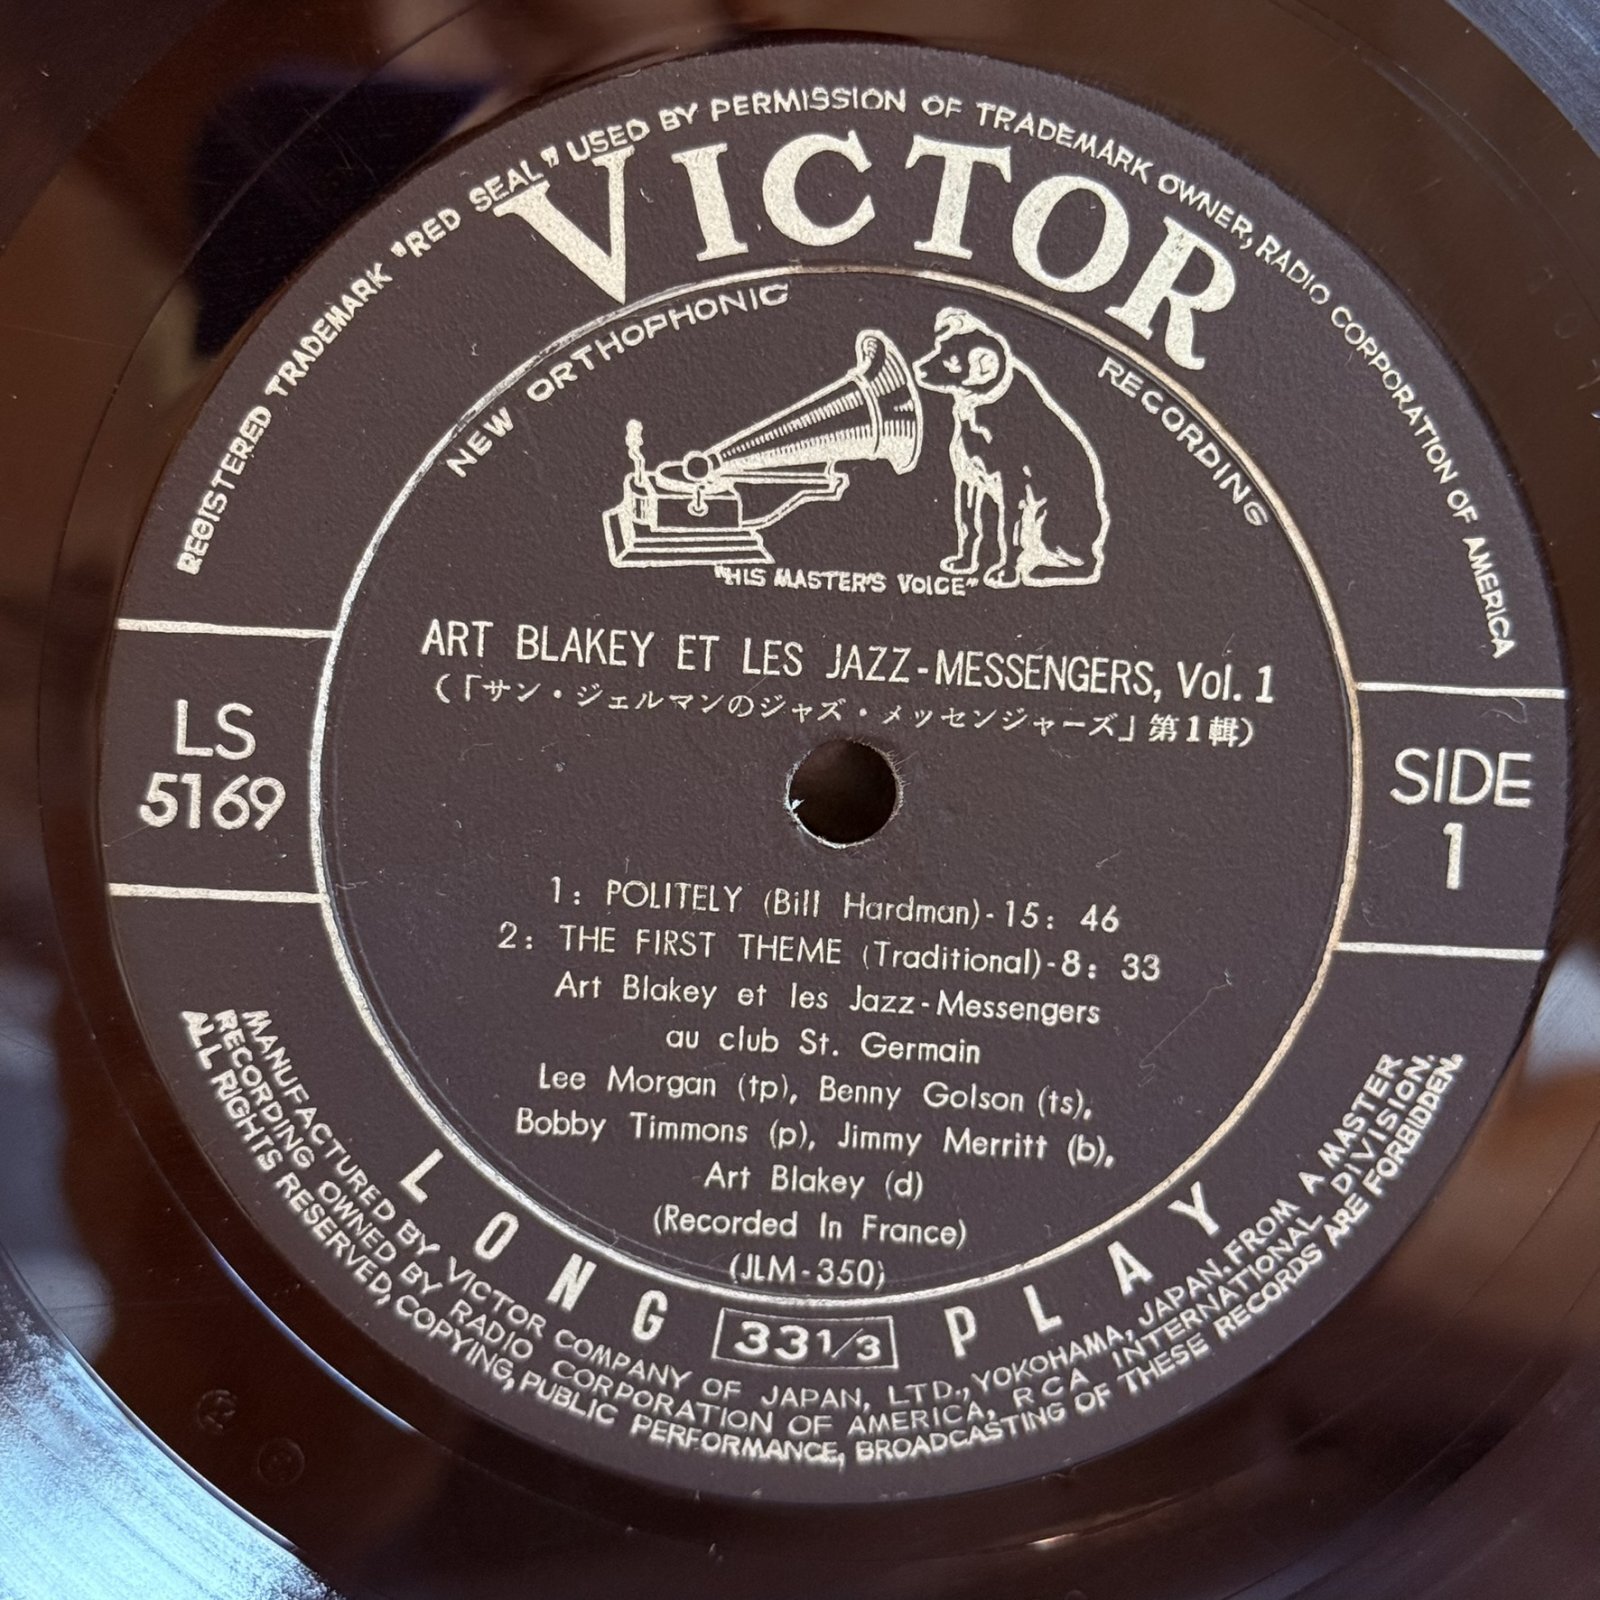 REGISTERED TRADEMARK "RED SEAL" USED BY PERMISSION OF TRADEMARK OWNER, RADIO CORPORATION OF AMERICA
VICTOR
NEW ORTHOPHONIC RECORDING
"HIS MASTER'S VOICE"
ART BLAKEY ET LES JAZZ-MESSENGERS, Vol. 1
(「サン・ジェルマンのジャズ・メッセンジャーズ」第1輯)
LS
5169
SIDE
1
1: POLITELY (Bill Hardman)-15: 46
2: THE FIRST THEME (Traditional)-8: 33
Art Blakey et les Jazz-Messengers
au club St. Germain
Lee Morgan (tp), Benny Golson (ts),
Bobby Timmons (p), Jimmy Merritt (b),
Art Blakey (d)
(Recorded In France)
(JLM-350)
LONG 33 1/3 PLAY
MANUFACTURED BY VICTOR COMPANY OF JAPAN, LTD., YOKOHAMA, JAPAN. FROM A MASTER
RECORDING OWNED BY RADIO CORPORATION OF AMERICA, RCA INTERNATIONAL DIVISION.
ALL RIGHTS RESERVED, COPYING, PUBLIC PERFORMANCE, BROADCASTING OF THESE RECORDS ARE FORBIDDEN.